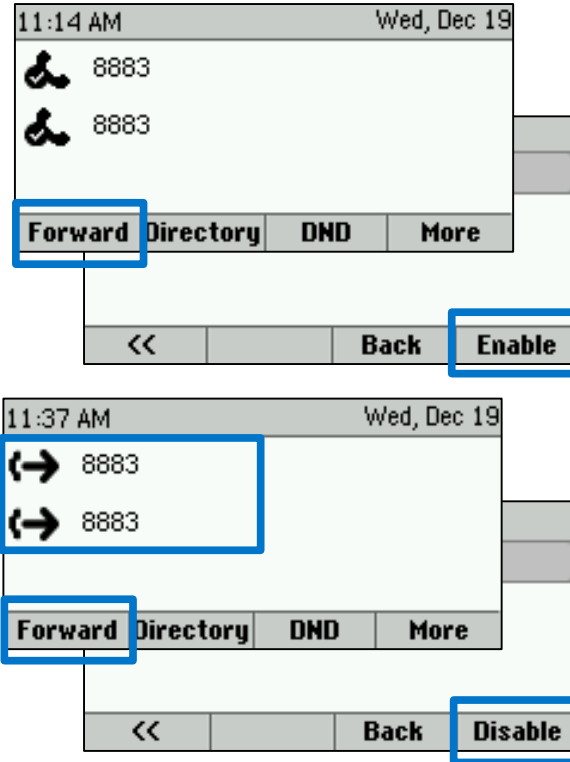 11:14 AM Wed, Dec 19
8883
8883
Forward Directory DND More
<< Back Enable
11:37 AM Wed, Dec 19
8883
8883
Forward Directory DND More
<< Back Disable